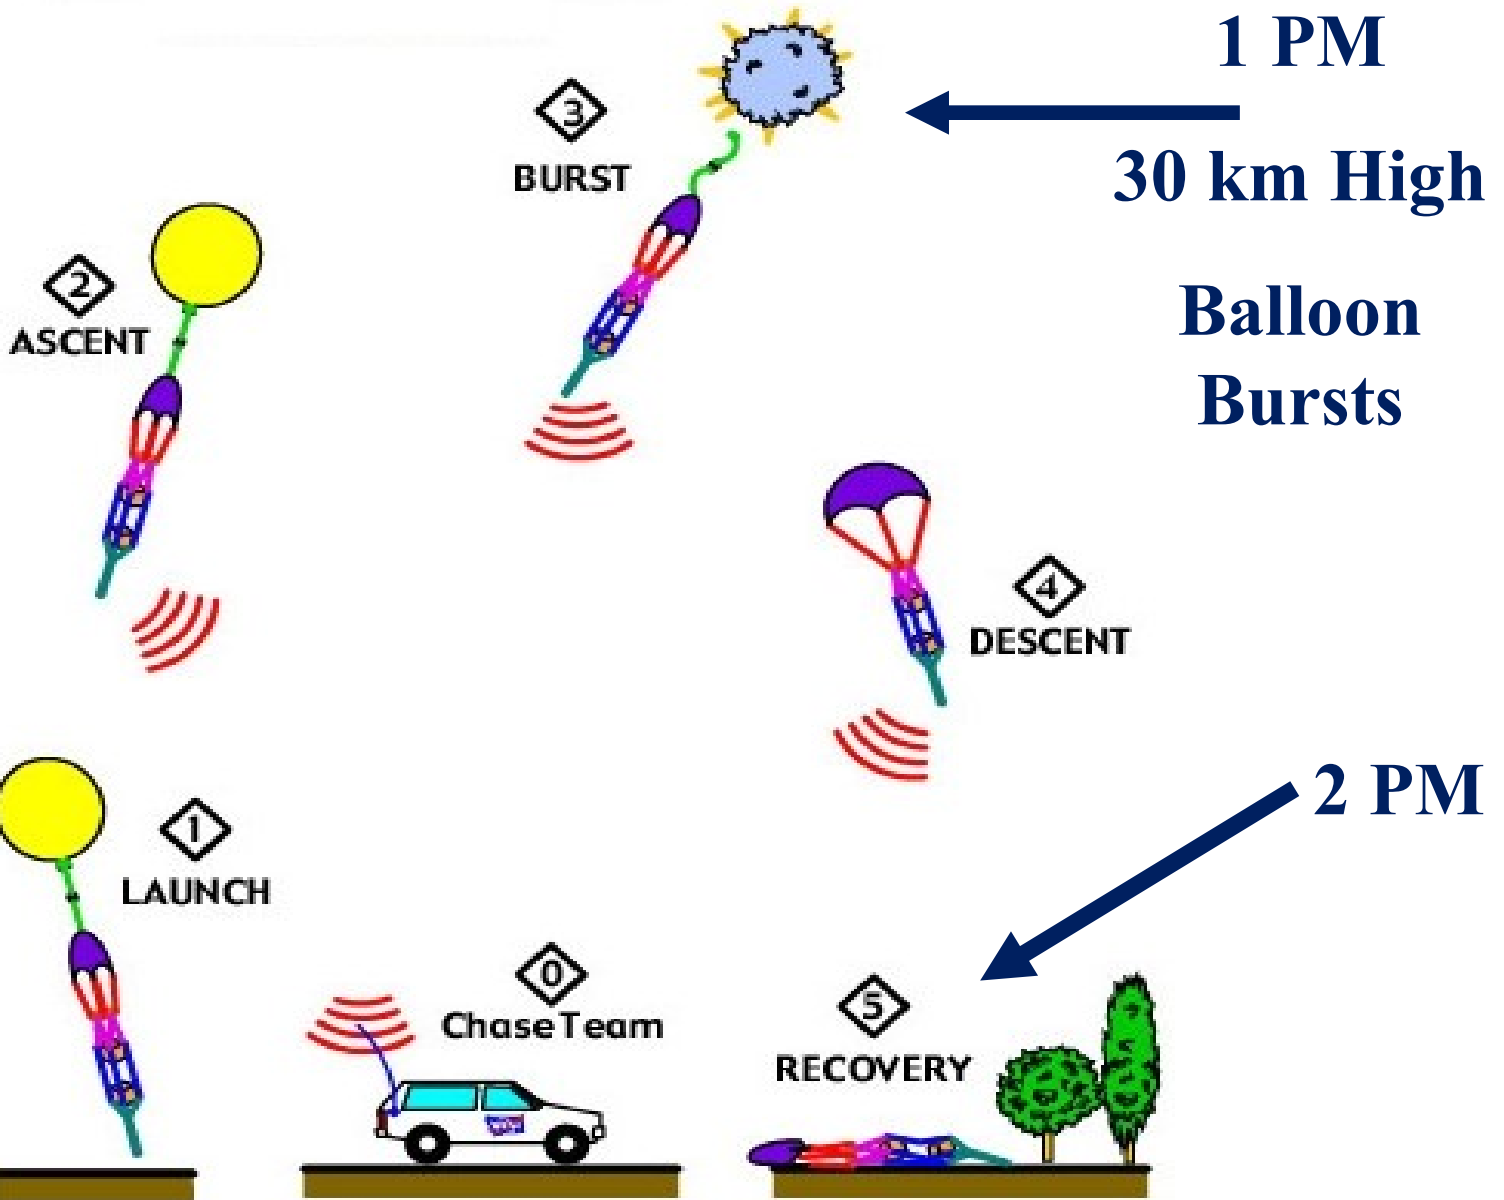 1 PM
3
BURST
30 km High
2
ASCENT
Balloon
Bursts
4
DESCENT
2 PM
1
LAUNCH
0
Chase Team
5
RECOVERY